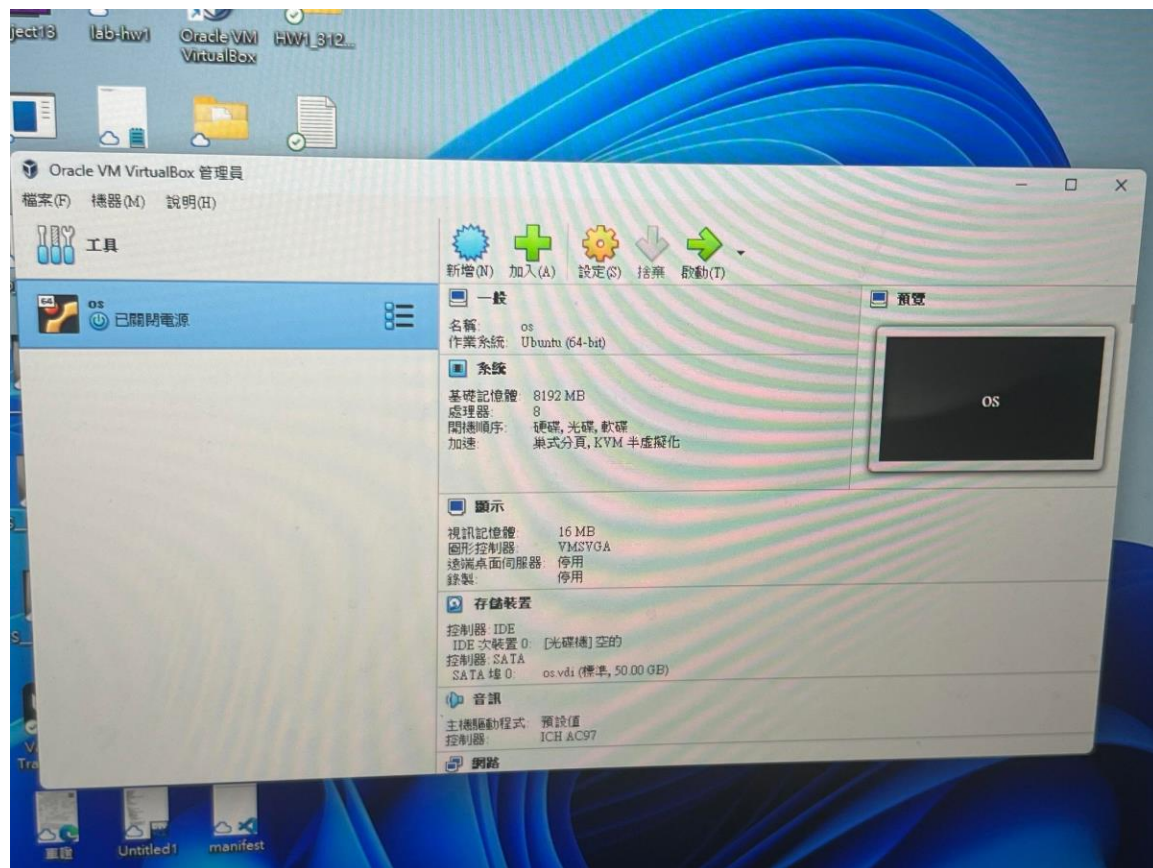 ject13
lab-hw1
Oracle VM
VirtualBox
HW1_312...
Oracle VM VirtualBox 管理員
檔案(F) 機器(M) 說明(H)
工具
新增(N) 加入(A) 設定(S) 捨棄 啟動(T)
64
os
已關閉電源
一般
名稱: os
作業系統: Ubuntu (64-bit)
預覽
os
系統
基礎記憶體: 8192 MB
處理器: 8
開機順序: 硬碟, 光碟, 軟碟
加速: 巢式分頁, KVM 半虛擬化
顯示
視訊記憶體: 16 MB
圖形控制器: VMSVGA
遠端桌面伺服器: 停用
錄製: 停用
存儲裝置
控制器: IDE
IDE 次裝置 0: [光碟機] 空的
控制器: SATA
SATA 埠 0: os.vdi (標準, 50.00 GB)
音訊
主機驅動程式: 預設值
控制器: ICH AC97
網路
Tra
Untitled1
manifest